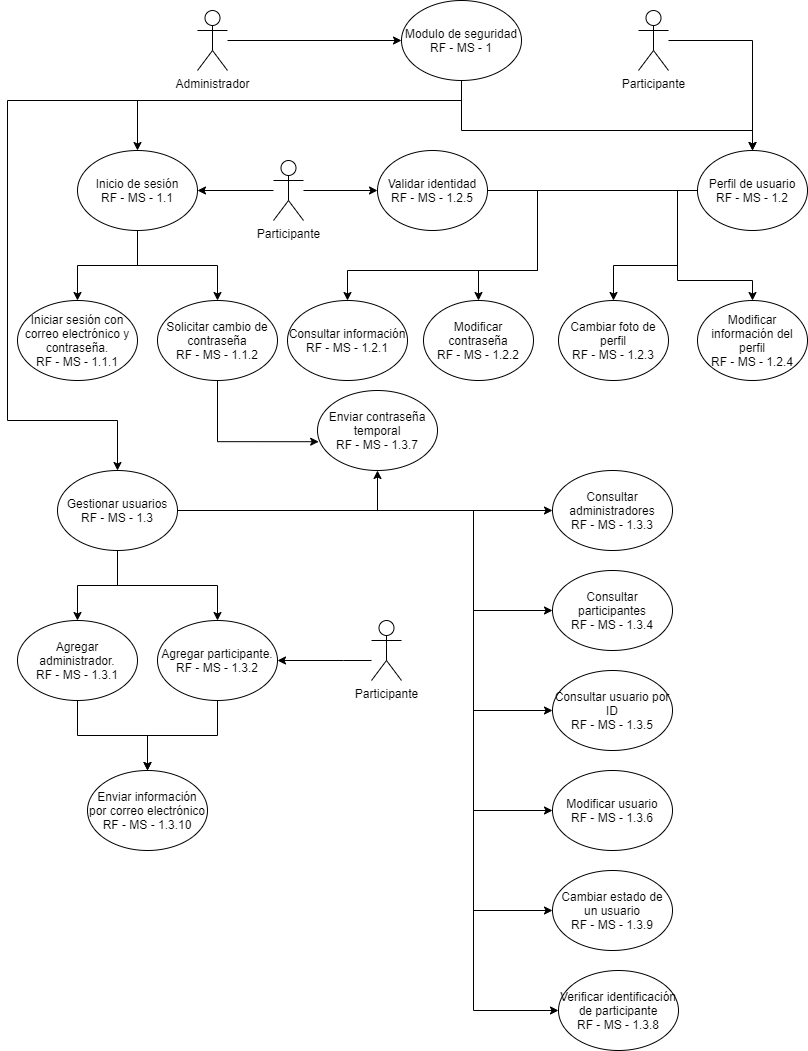 Modulo de seguridad
RF - MS - 1
Administrador
Participante
Inicio de sesión
RF - MS - 1.1
Participante
Validar identidad
RF - MS - 1.2.5
Perfil de usuario
RF - MS - 1.2
Iniciar sesión con
correo electrónico y
contraseña.
RF - MS - 1.1.1
Solicitar cambio de
contraseña
RF - MS - 1.1.2
Consultar información
RF - MS - 1.2.1
Modificar
contraseña
RF - MS - 1.2.2
Cambiar foto de
perfil
RF - MS - 1.2.3
Modificar
información del
perfil
RF - MS - 1.2.4
Enviar contraseña
temporal
RF - MS - 1.3.7
Gestionar usuarios
RF - MS - 1.3
Consultar
administradores
RF - MS - 1.3.3
Consultar
participantes
RF - MS - 1.3.4
Agregar
administrador.
RF - MS - 1.3.1
Agregar participante.
RF - MS - 1.3.2
Participante
Consultar usuario por
ID
RF - MS - 1.3.5
Enviar información
por correo electrónico
RF - MS - 1.3.10
Modificar usuario
RF - MS - 1.3.6
Cambiar estado de
un usuario
RF - MS - 1.3.9
Verificar identificación
de participante
RF - MS - 1.3.8